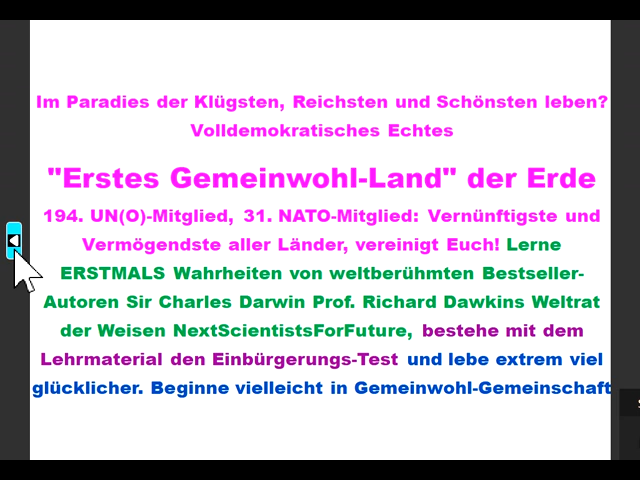 Im Paradies der Klügsten, Reichsten und Schönsten leben?
Volldemokratisches Echtes
"Erstes Gemeinwohl-Land" der Erde
194. UN(O)-Mitglied, 31. NATO-Mitglied: Vernünftigste und
Vermögendste aller Länder, vereinigt Euch! Lerne
ERSTMALS Wahrheiten von weltberühmten Bestseller-
Autoren Sir Charles Darwin Prof. Richard Dawkins Weltrat
der Weisen NextScientistsForFuture, bestehe mit dem
Lehrmaterial den Einbürgerungs-Test und lebe extrem viel
glücklicher. Beginne vielleicht in Gemeinwohl-Gemeinschaft